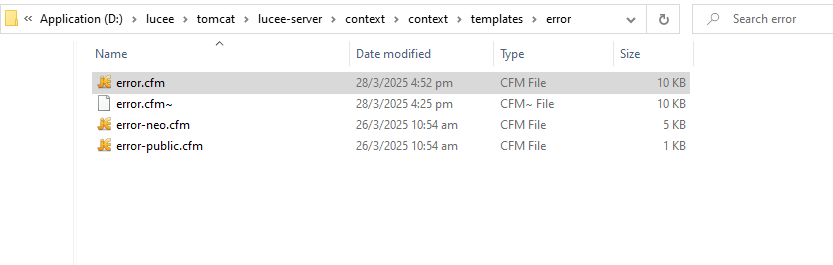 Application (D:) lucee tomcat lucee-server context context templates error Search error
Name Date modified Type Size
error.cfm 28/3/2025 4:52 pm CFM File 10 KB
error.cfm~ 28/3/2025 4:25 pm CFM~ File 10 KB
error-neo.cfm 26/3/2025 10:54 am CFM File 5 KB
error-public.cfm 26/3/2025 10:54 am CFM File 1 KB